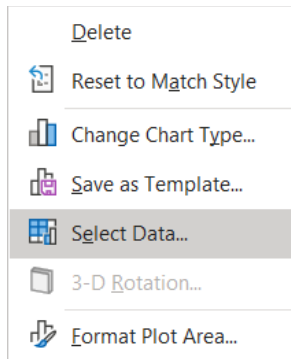 Delete
Reset to Match Style
Change Chart Type...
Save as Template...
Select Data...
3-D Rotation...
Format Plot Area...